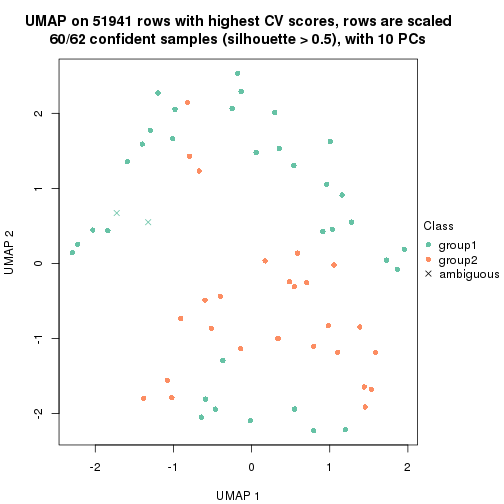 UMAP on 51941 rows with highest CV scores, rows are scaled
60/62 confident samples (silhouette > 0.5), with 10 PCs
2
1
0
-1
-2
UMAP 2
-2
-1
0
1
2
UMAP 1
Class
group1
group2
ambiguous